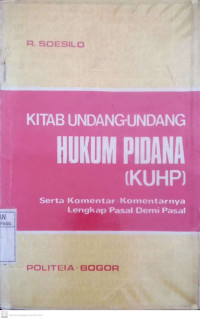 R. SOESILO
KITAB UNDANG-UNDANG
HUKUM PIDANA
(KUHP)
Serta Komentar-Komentarnya
Lengkap Pasal Demi Pasal
POLITEIA-BOGOR